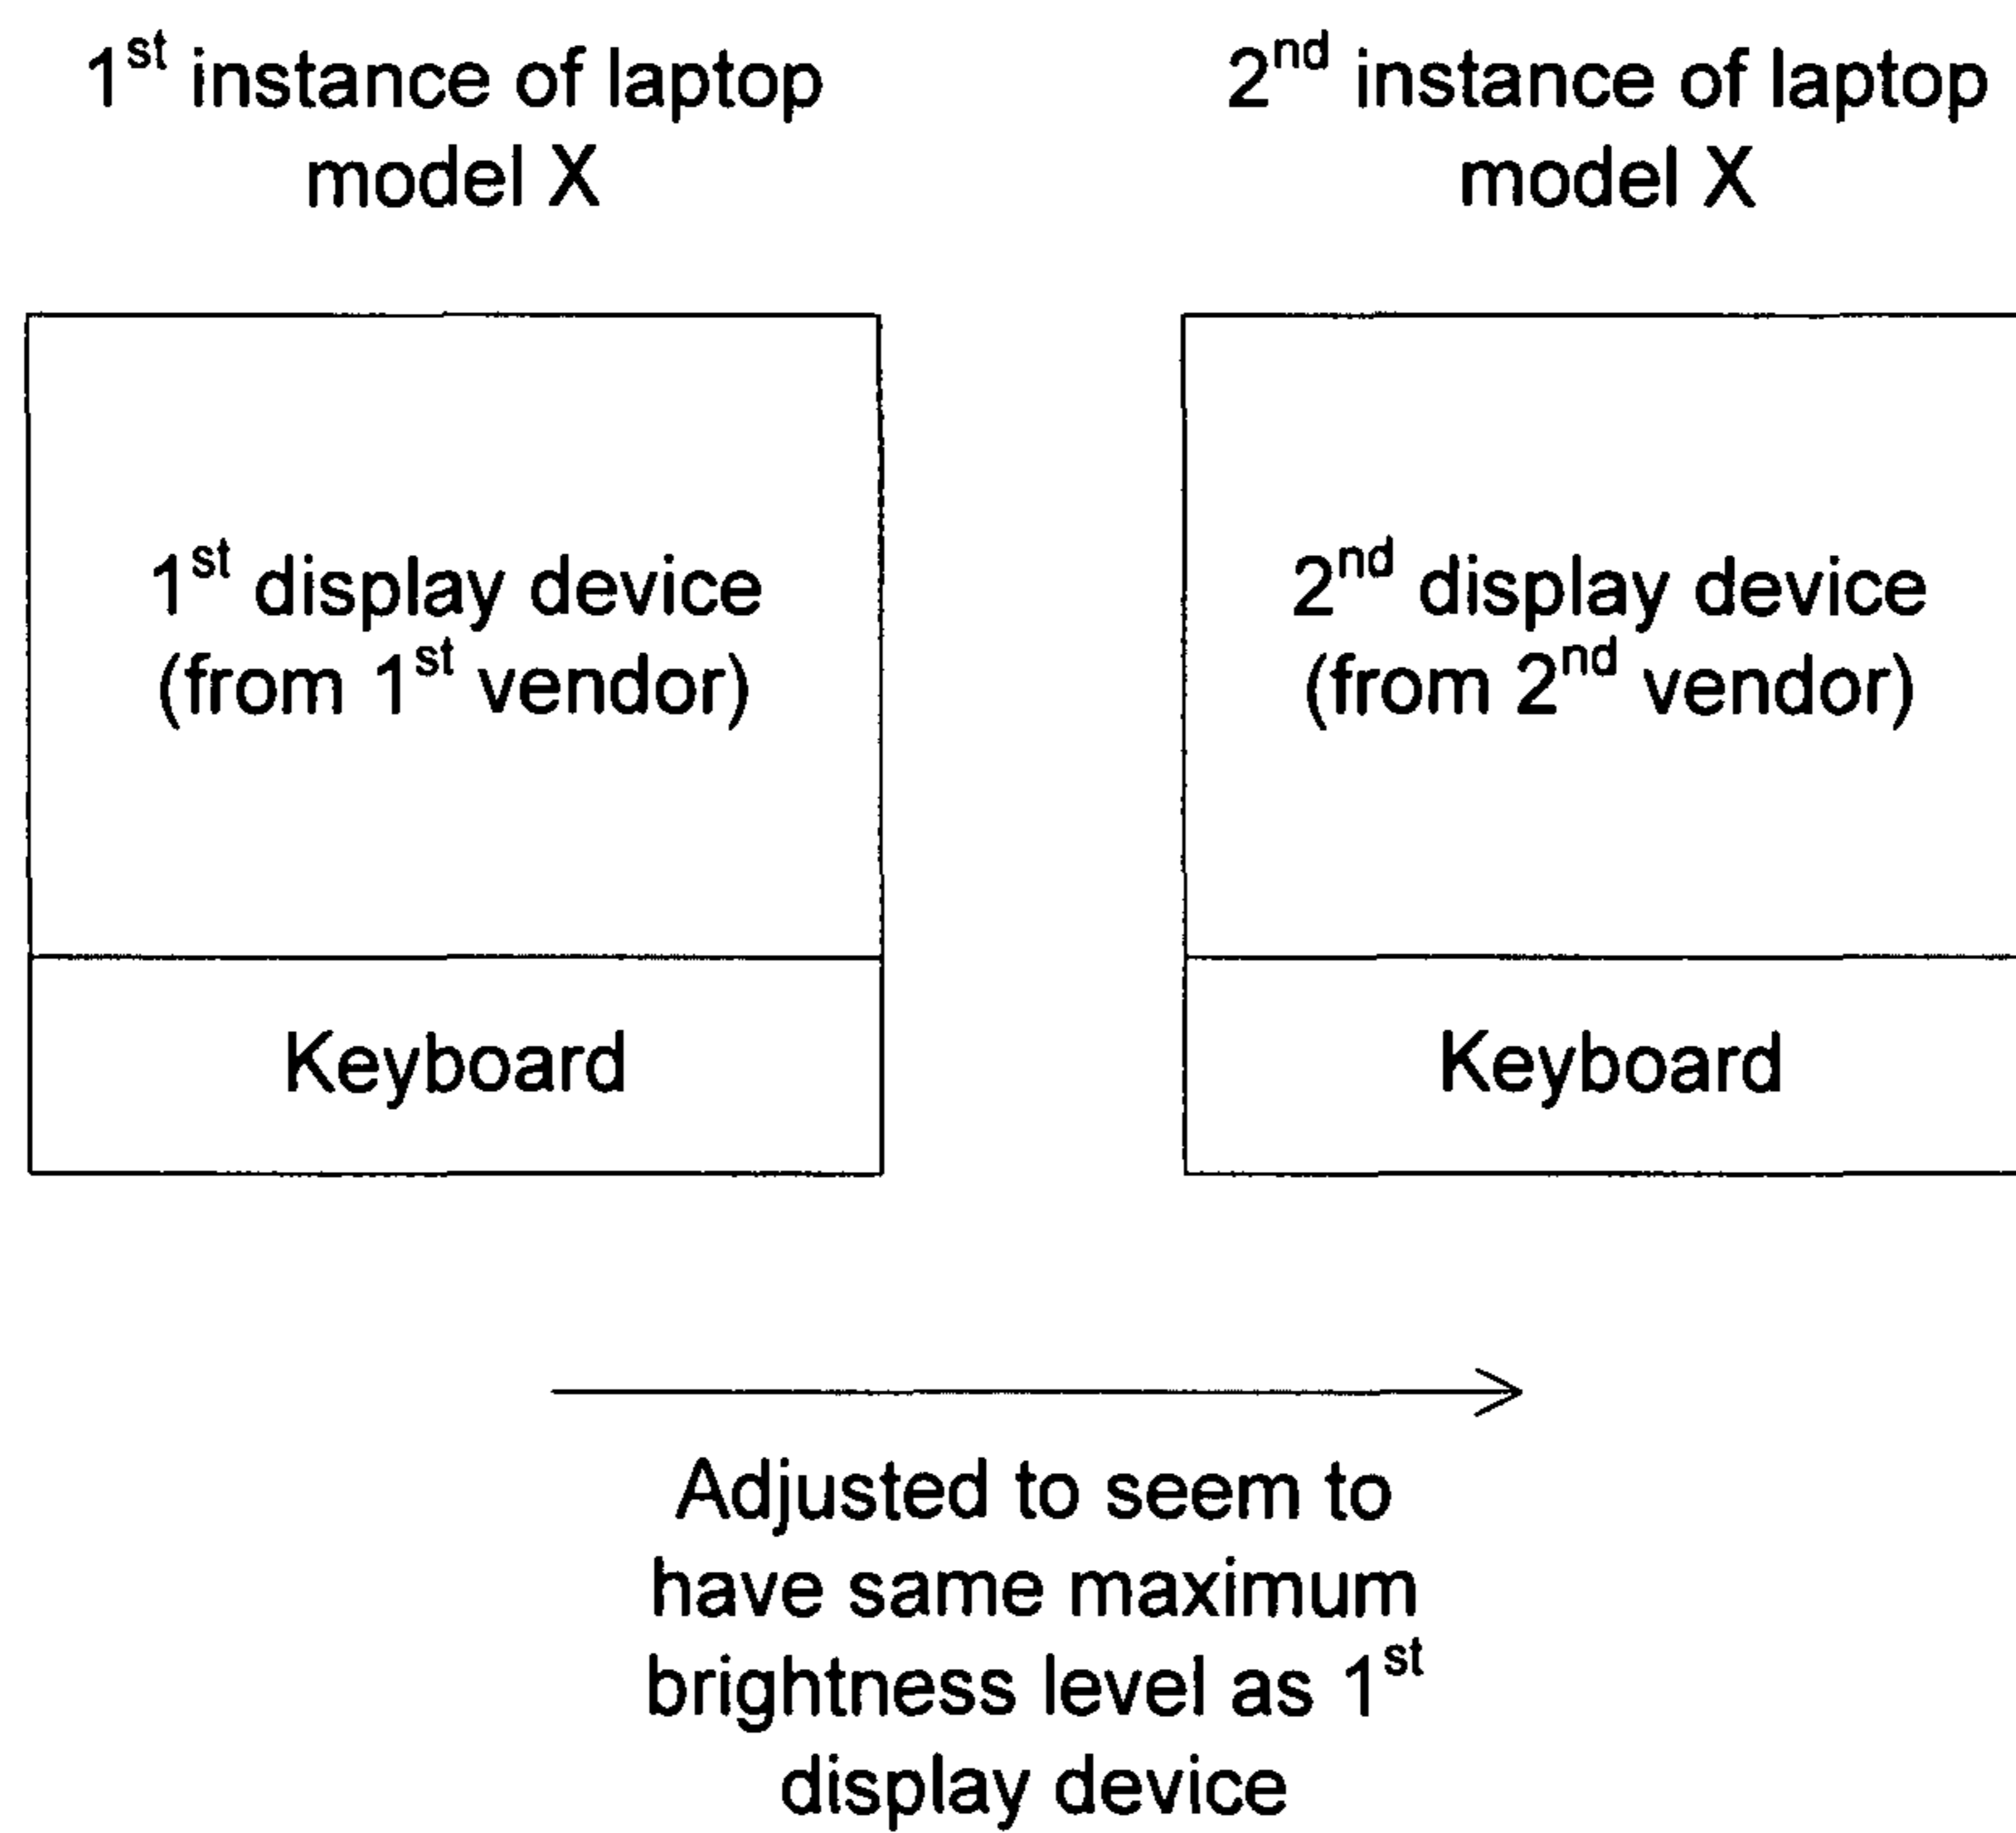 1st instance of laptop
model X
2nd instance of laptop
model X
1st display device
(from 1st vendor)
2nd display device
(from 2nd vendor)
Keyboard
Keyboard
Adjusted to seem to
have same maximum
brightness level as 1st
display device